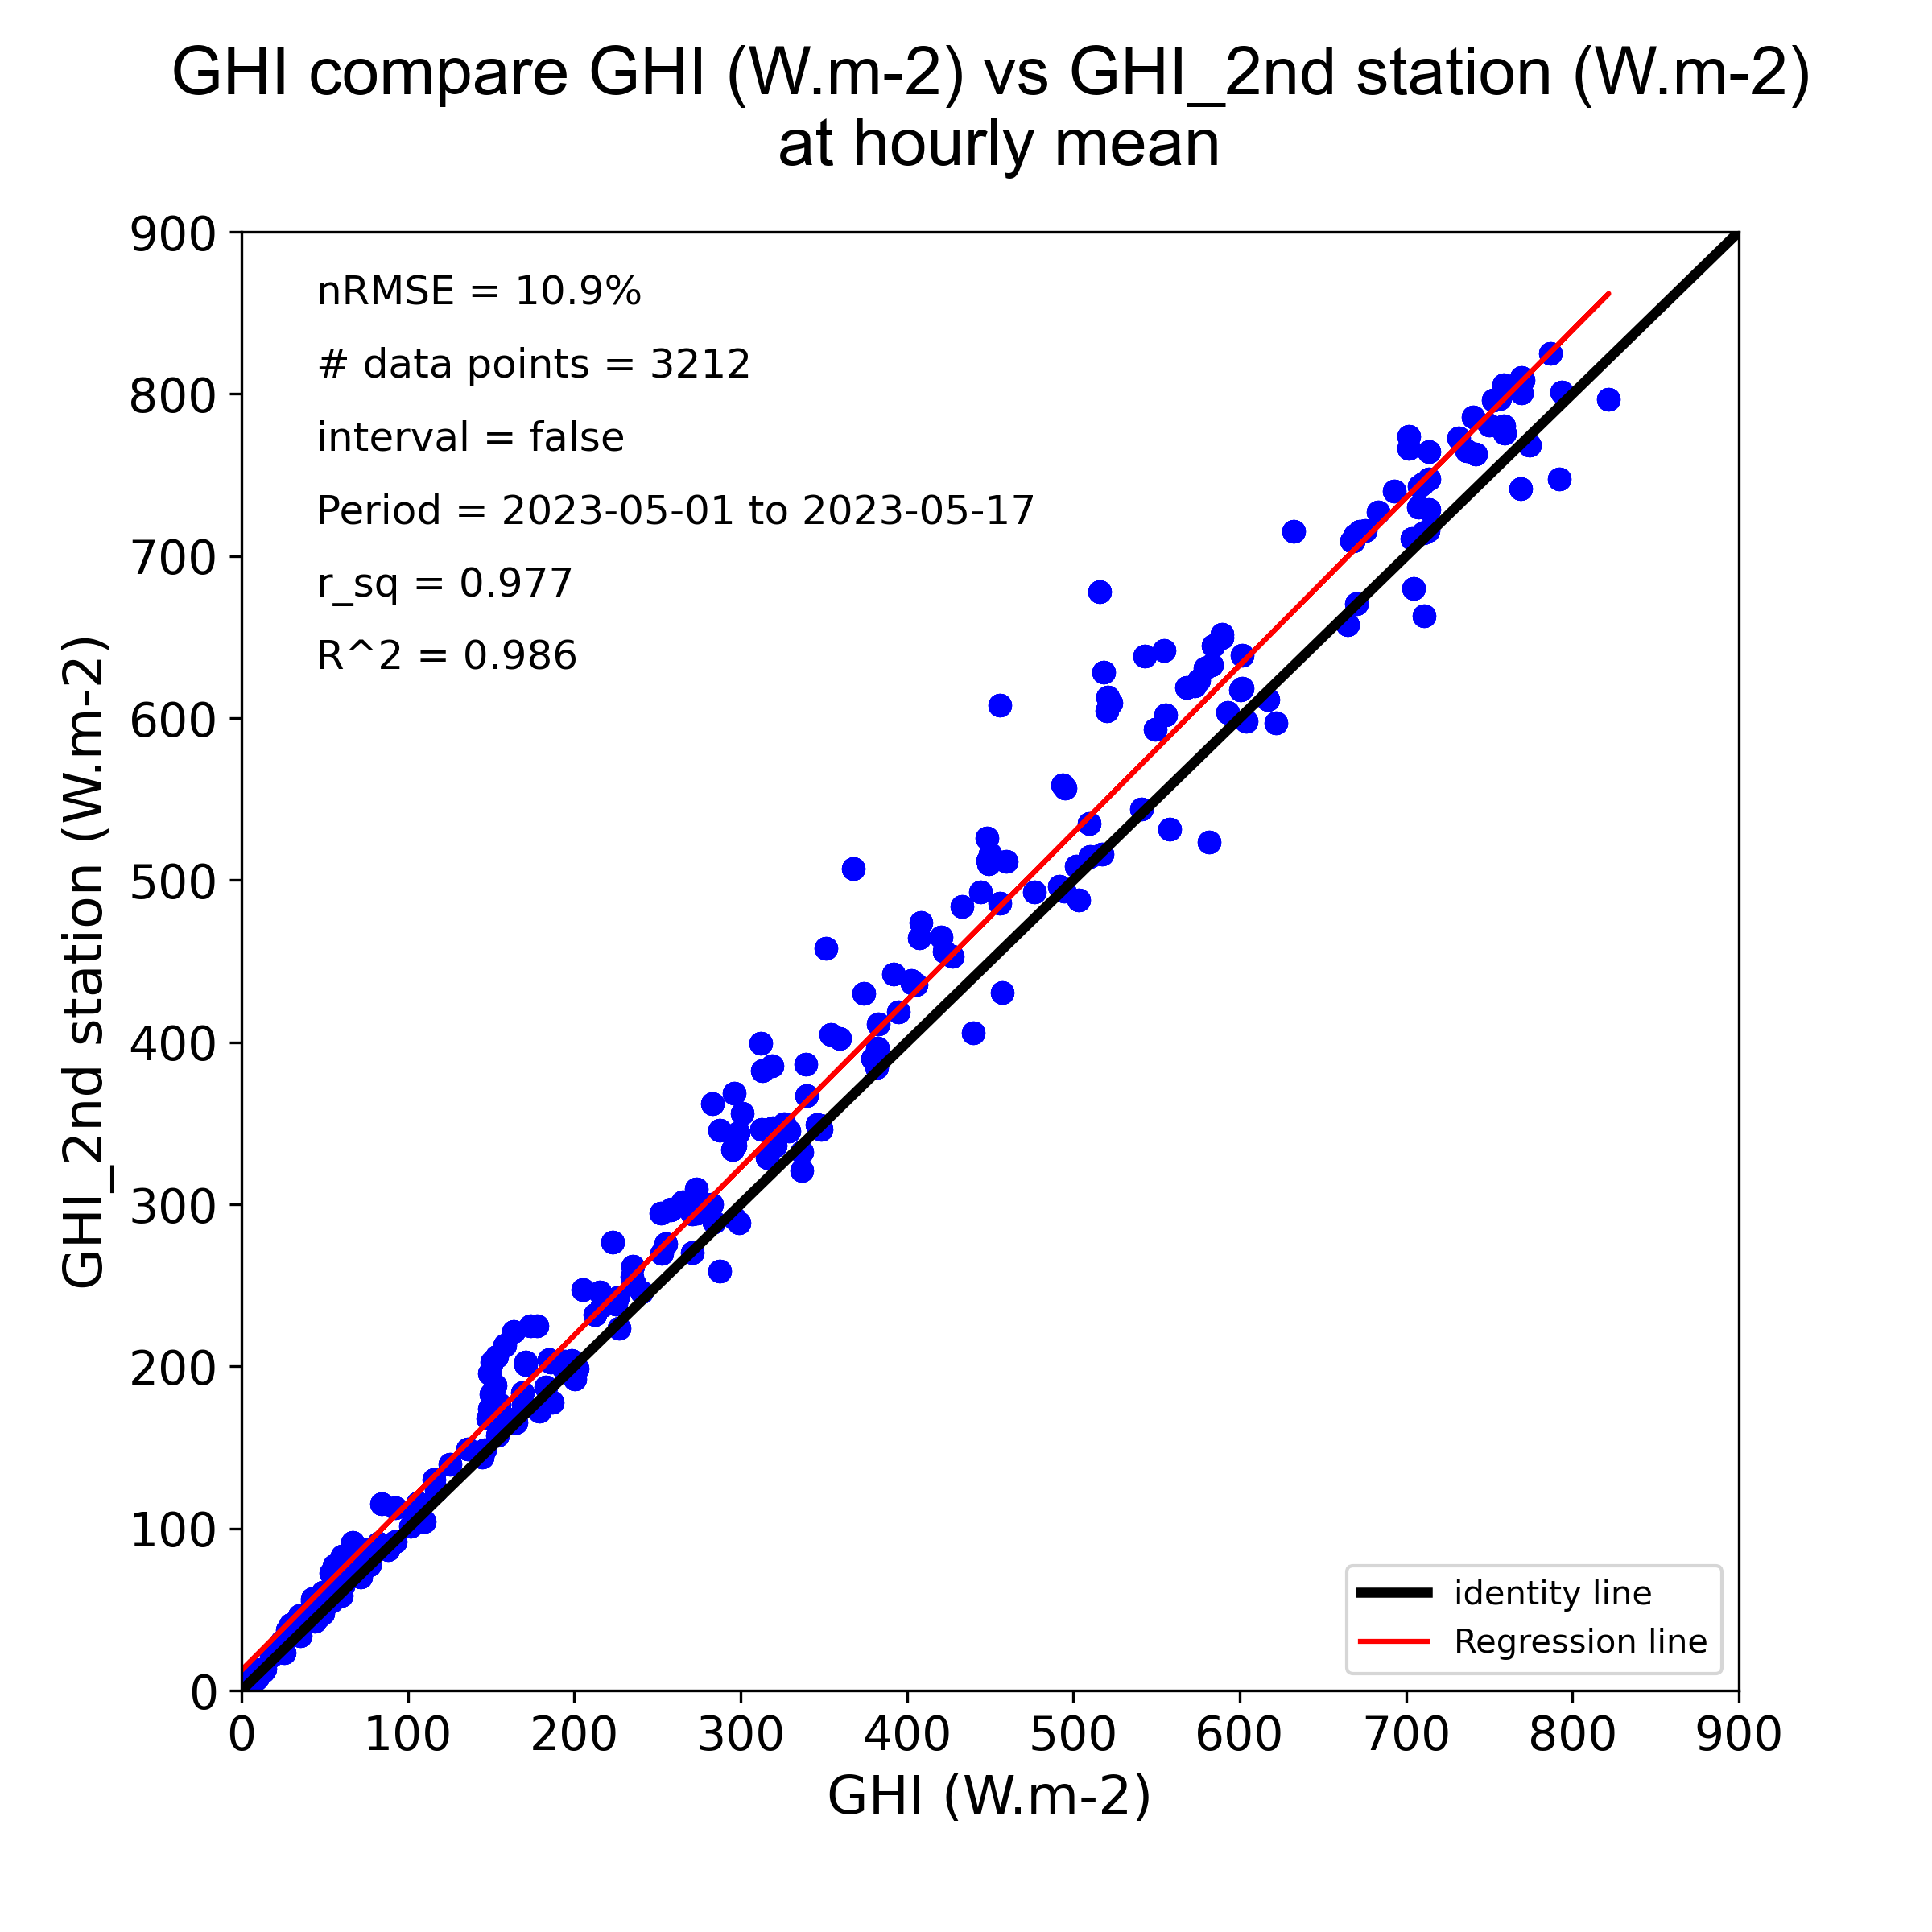 GHI compare GHI (W.m-2) vs GHI_2nd station (W.m-2)
at hourly mean
900
800
700
600
500
400
300
200
100
0
GHI_2nd station (W.m-2)
nRMSE = 10.9%
# data points = 3212
interval = false
Period = 2023-05-01 to 2023-05-17
r_sq = 0.977
R^2 = 0.986
identity line
Regression line
0 100 200 300 400 500 600 700 800 900
GHI (W.m-2)